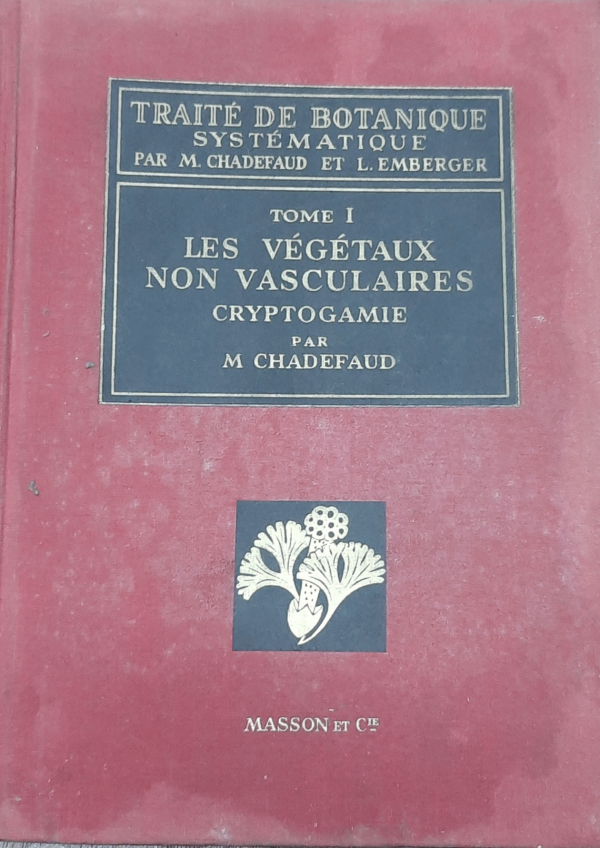 TRAITÉ DE BOTANIQUE
SYSTÉMATIQUE
PAR M. CHADEFAUD ET L. EMBERGER
TOME I
LES VÉGÉTAUX
NON VASCULAIRES
CRYPTOGAMIE
PAR
M CHADEFAUD
MASSON ET CIE